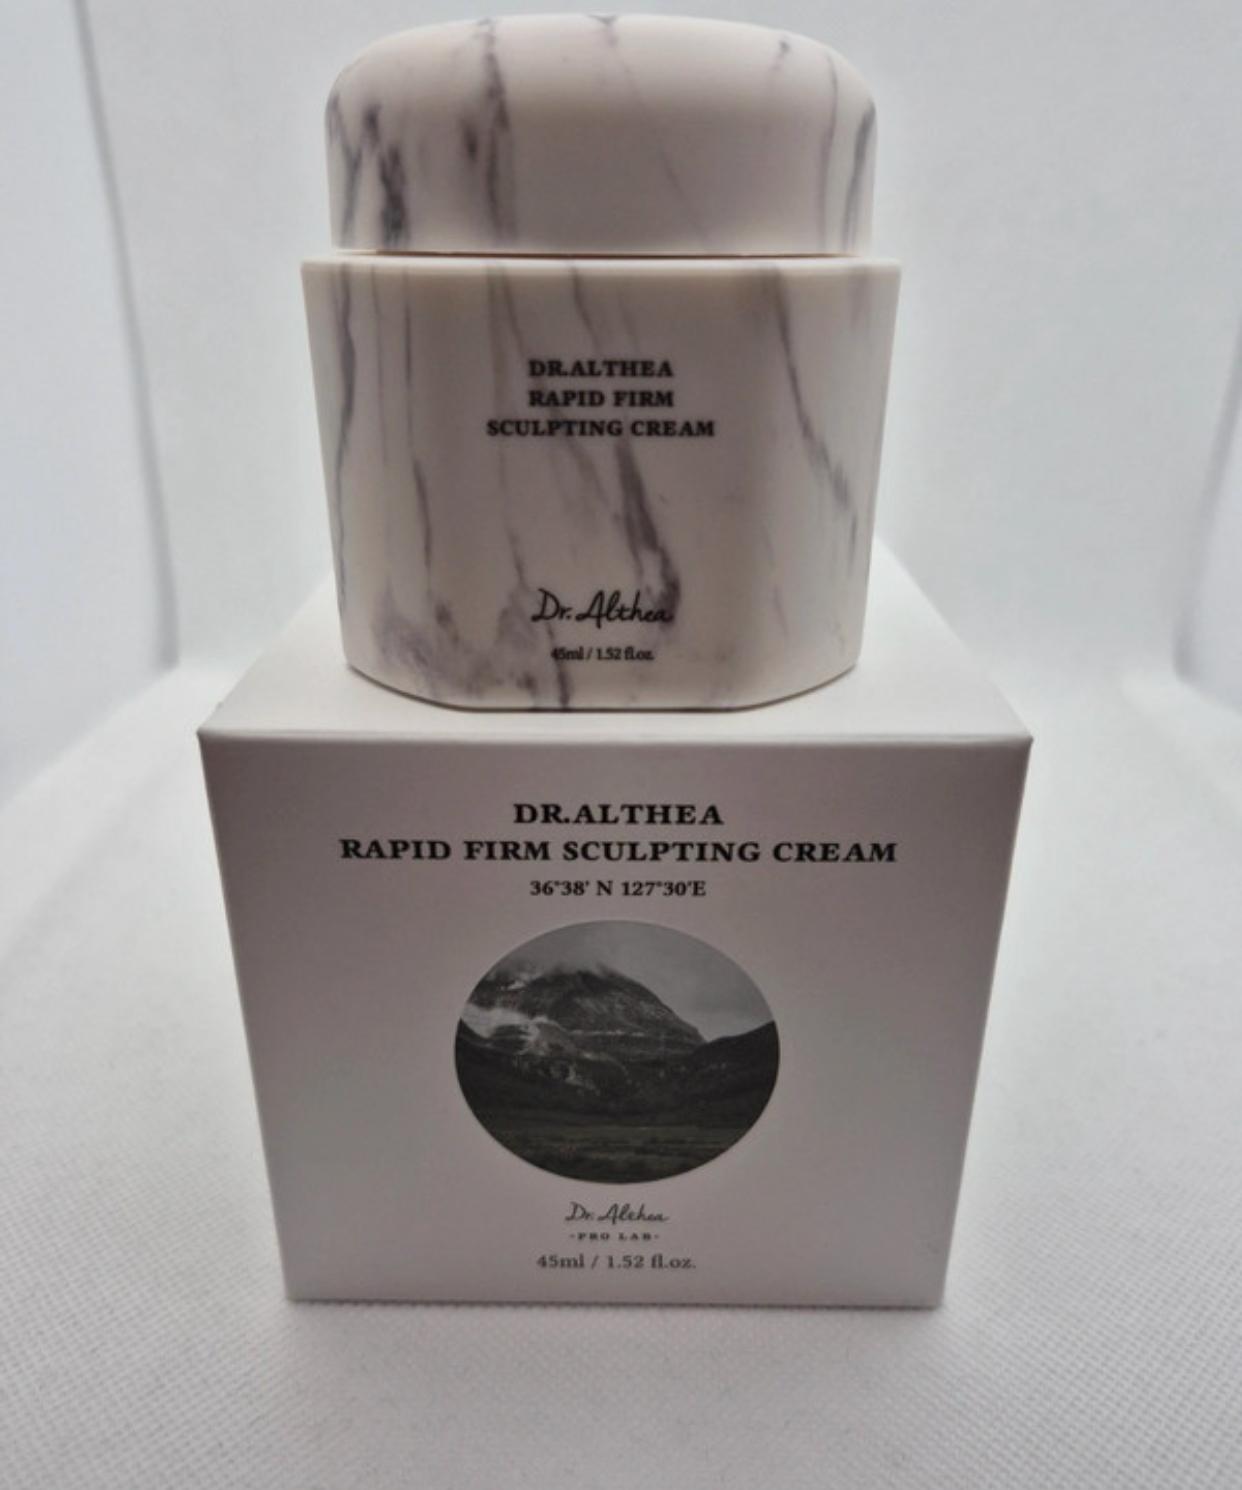 DR.ALTHEA
RAPID FIRM
SCULPTING CREAM
Dr. Althea
45ml / 1.52 fl.oz.
DR.ALTHEA
RAPID FIRM SCULPTING CREAM
36°38' N 127°30'E
Dr. Althea
-PRO LAB-
45ml / 1.52 fl.oz.